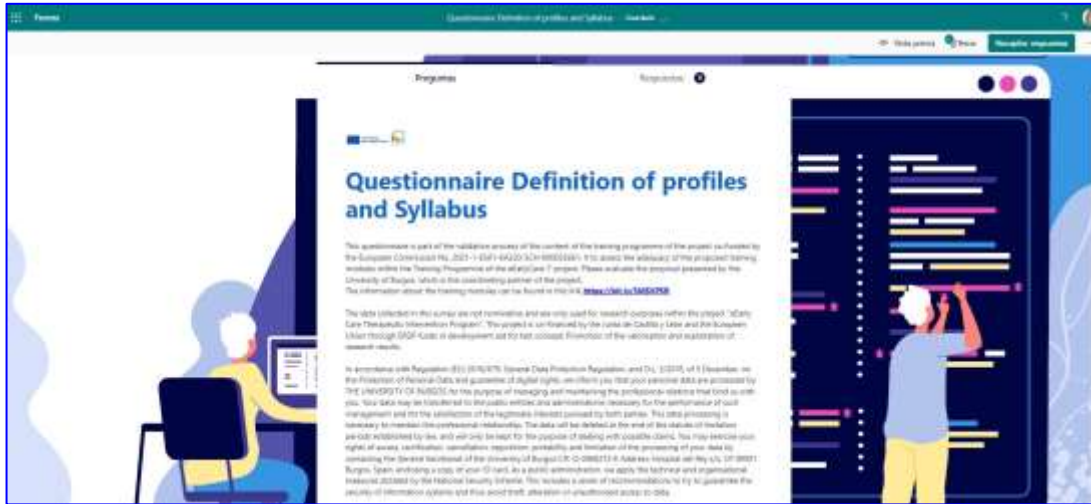 Forms
Questionnaire Definition of profiles and Syllabus
Vista previa
Recopilar respuestas
Preguntas
Respuestas
Questionnaire Definition of profiles
and Syllabus
This questionnaire is part of the validation process of the content of the training programme of the project co-funded by
the European Commission No. to assess the adequacy of the proposed training
modules within the Training Programme of the project. Please evaluate the proposal presented by the
University of Burgos, which is the coordinating partner of the project.
The information about the training modules can be found in this link
The data collected in this survey are not nominative and are only used for research purposes within the project "eEarly
Care Therapeutic Intervention Program". This project is co-financed by the Junta de Castilla y León and the European
Union through funds in development aid for test concept: Promotion of the valorisation and exploitation of
research results.
In accordance with Regulation (EU) 2016/679, General Data Protection Regulation, and O.L. 3/2018, of 5 December, on
the Protection of Personal Data and guarantee of digital rights, we inform you that your personal data are processed by
THE UNIVERSITY OF BURGOS for the purpose of managing and maintaining the professional relations that bind us with
you. Your data may be transferred to the public entities and administrations necessary for the performance of such
management and for the satisfaction of the legitimate interests pursued by both parties. This data processing is
necessary to maintain the professional relationship. The data will be deleted at the end of the statute of limitation
periods established by law, and will only be kept for the purpose of dealing with possible claims. You may exercise your
rights of access, rectification, cancellation, opposition, portability and limitation of the processing of your data by
contacting the General Secretariat of the University of Burgos Address: Hospital del Rey s/n,
Burgos, Spain, enclosing a copy of your ID card. As a public administration, we apply the technical and organisational
measures dictated by the National Security Scheme. This includes a series of recommendations to try to guarantee the
security of information systems and thus avoid theft, alteration or unauthorised access to data.